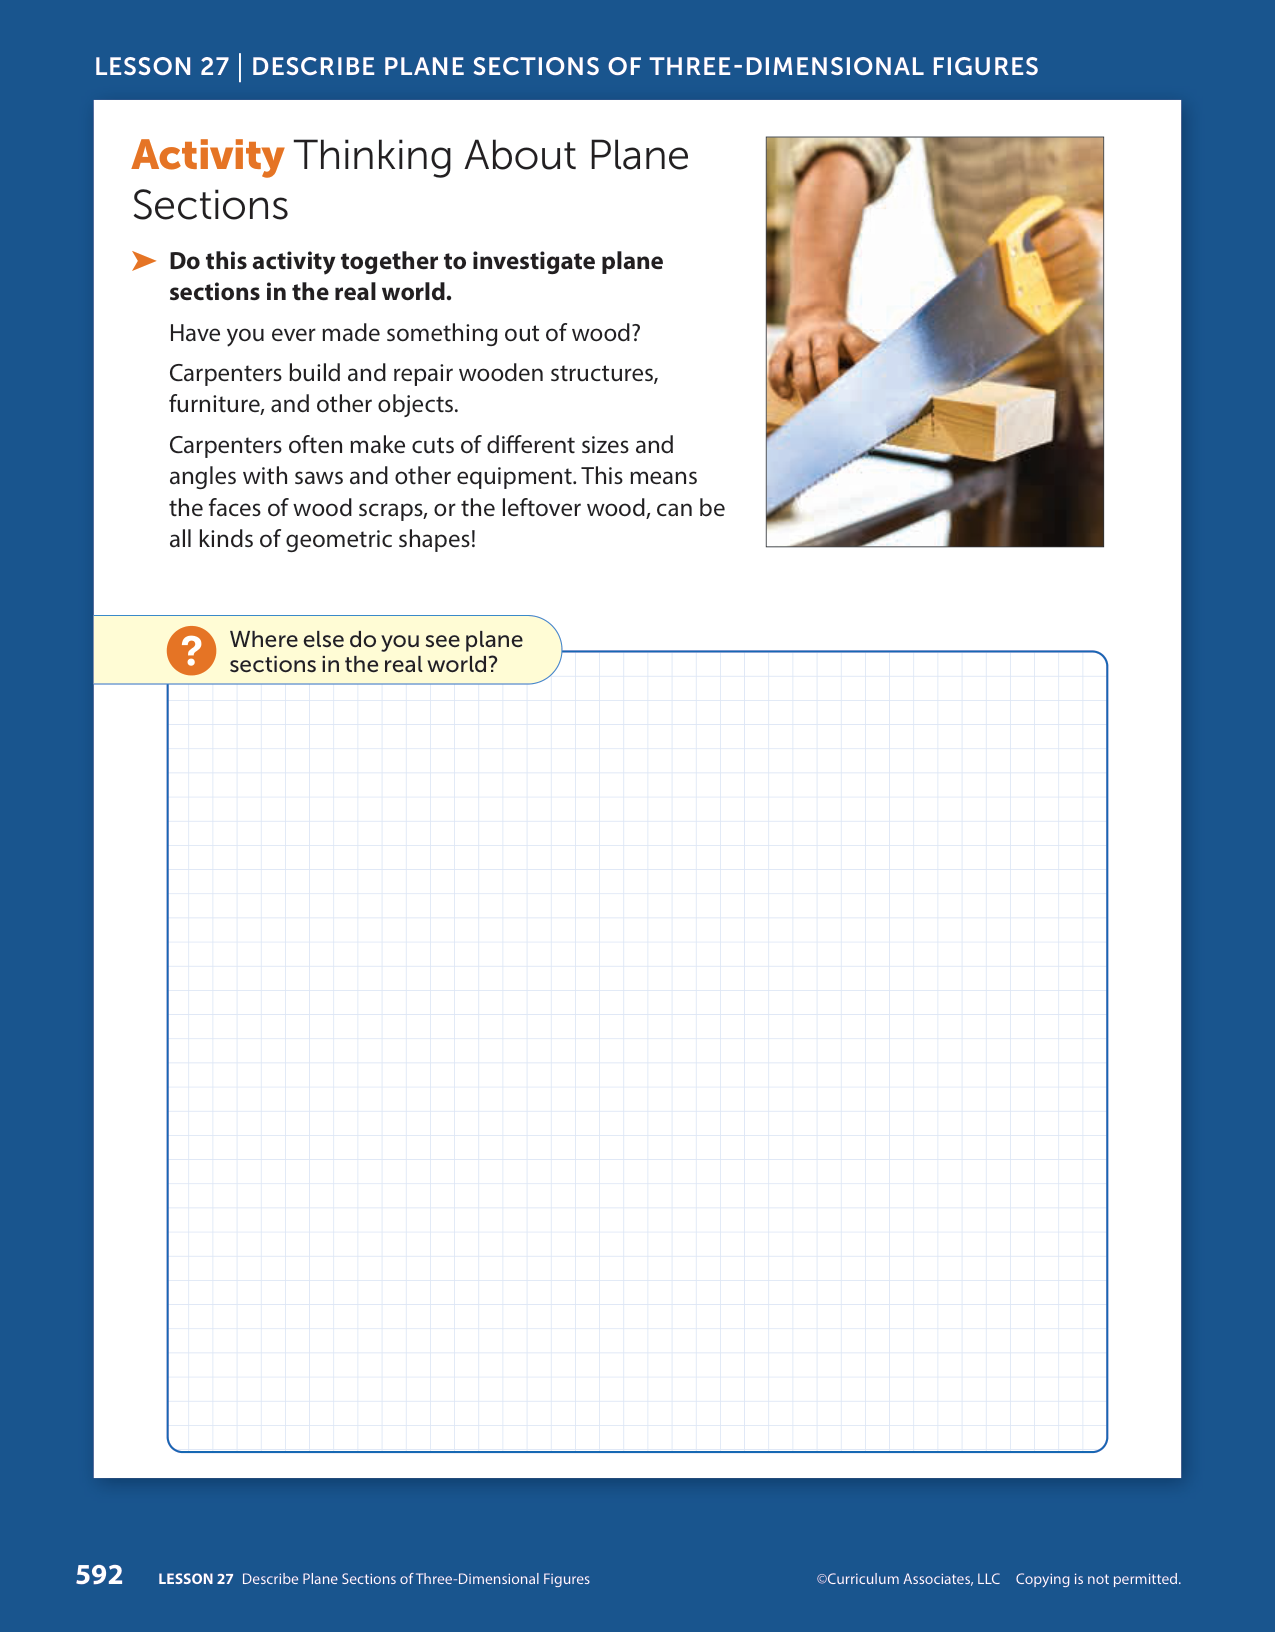 LESSON 27 | DESCRIBE PLANE SECTIONS OF THREE-DIMENSIONAL FIGURES
Activity Thinking About Plane
Sections
➤ Do this activity together to investigate plane
sections in the real world.
Have you ever made something out of wood?
Carpenters build and repair wooden structures,
furniture, and other objects.
Carpenters often make cuts of different sizes and
angles with saws and other equipment. This means
the faces of wood scraps, or the leftover wood, can be
all kinds of geometric shapes!
? Where else do you see plane
sections in the real world?
592 LESSON 27 Describe Plane Sections of Three-Dimensional Figures
©Curriculum Associates, LLC Copying is not permitted.